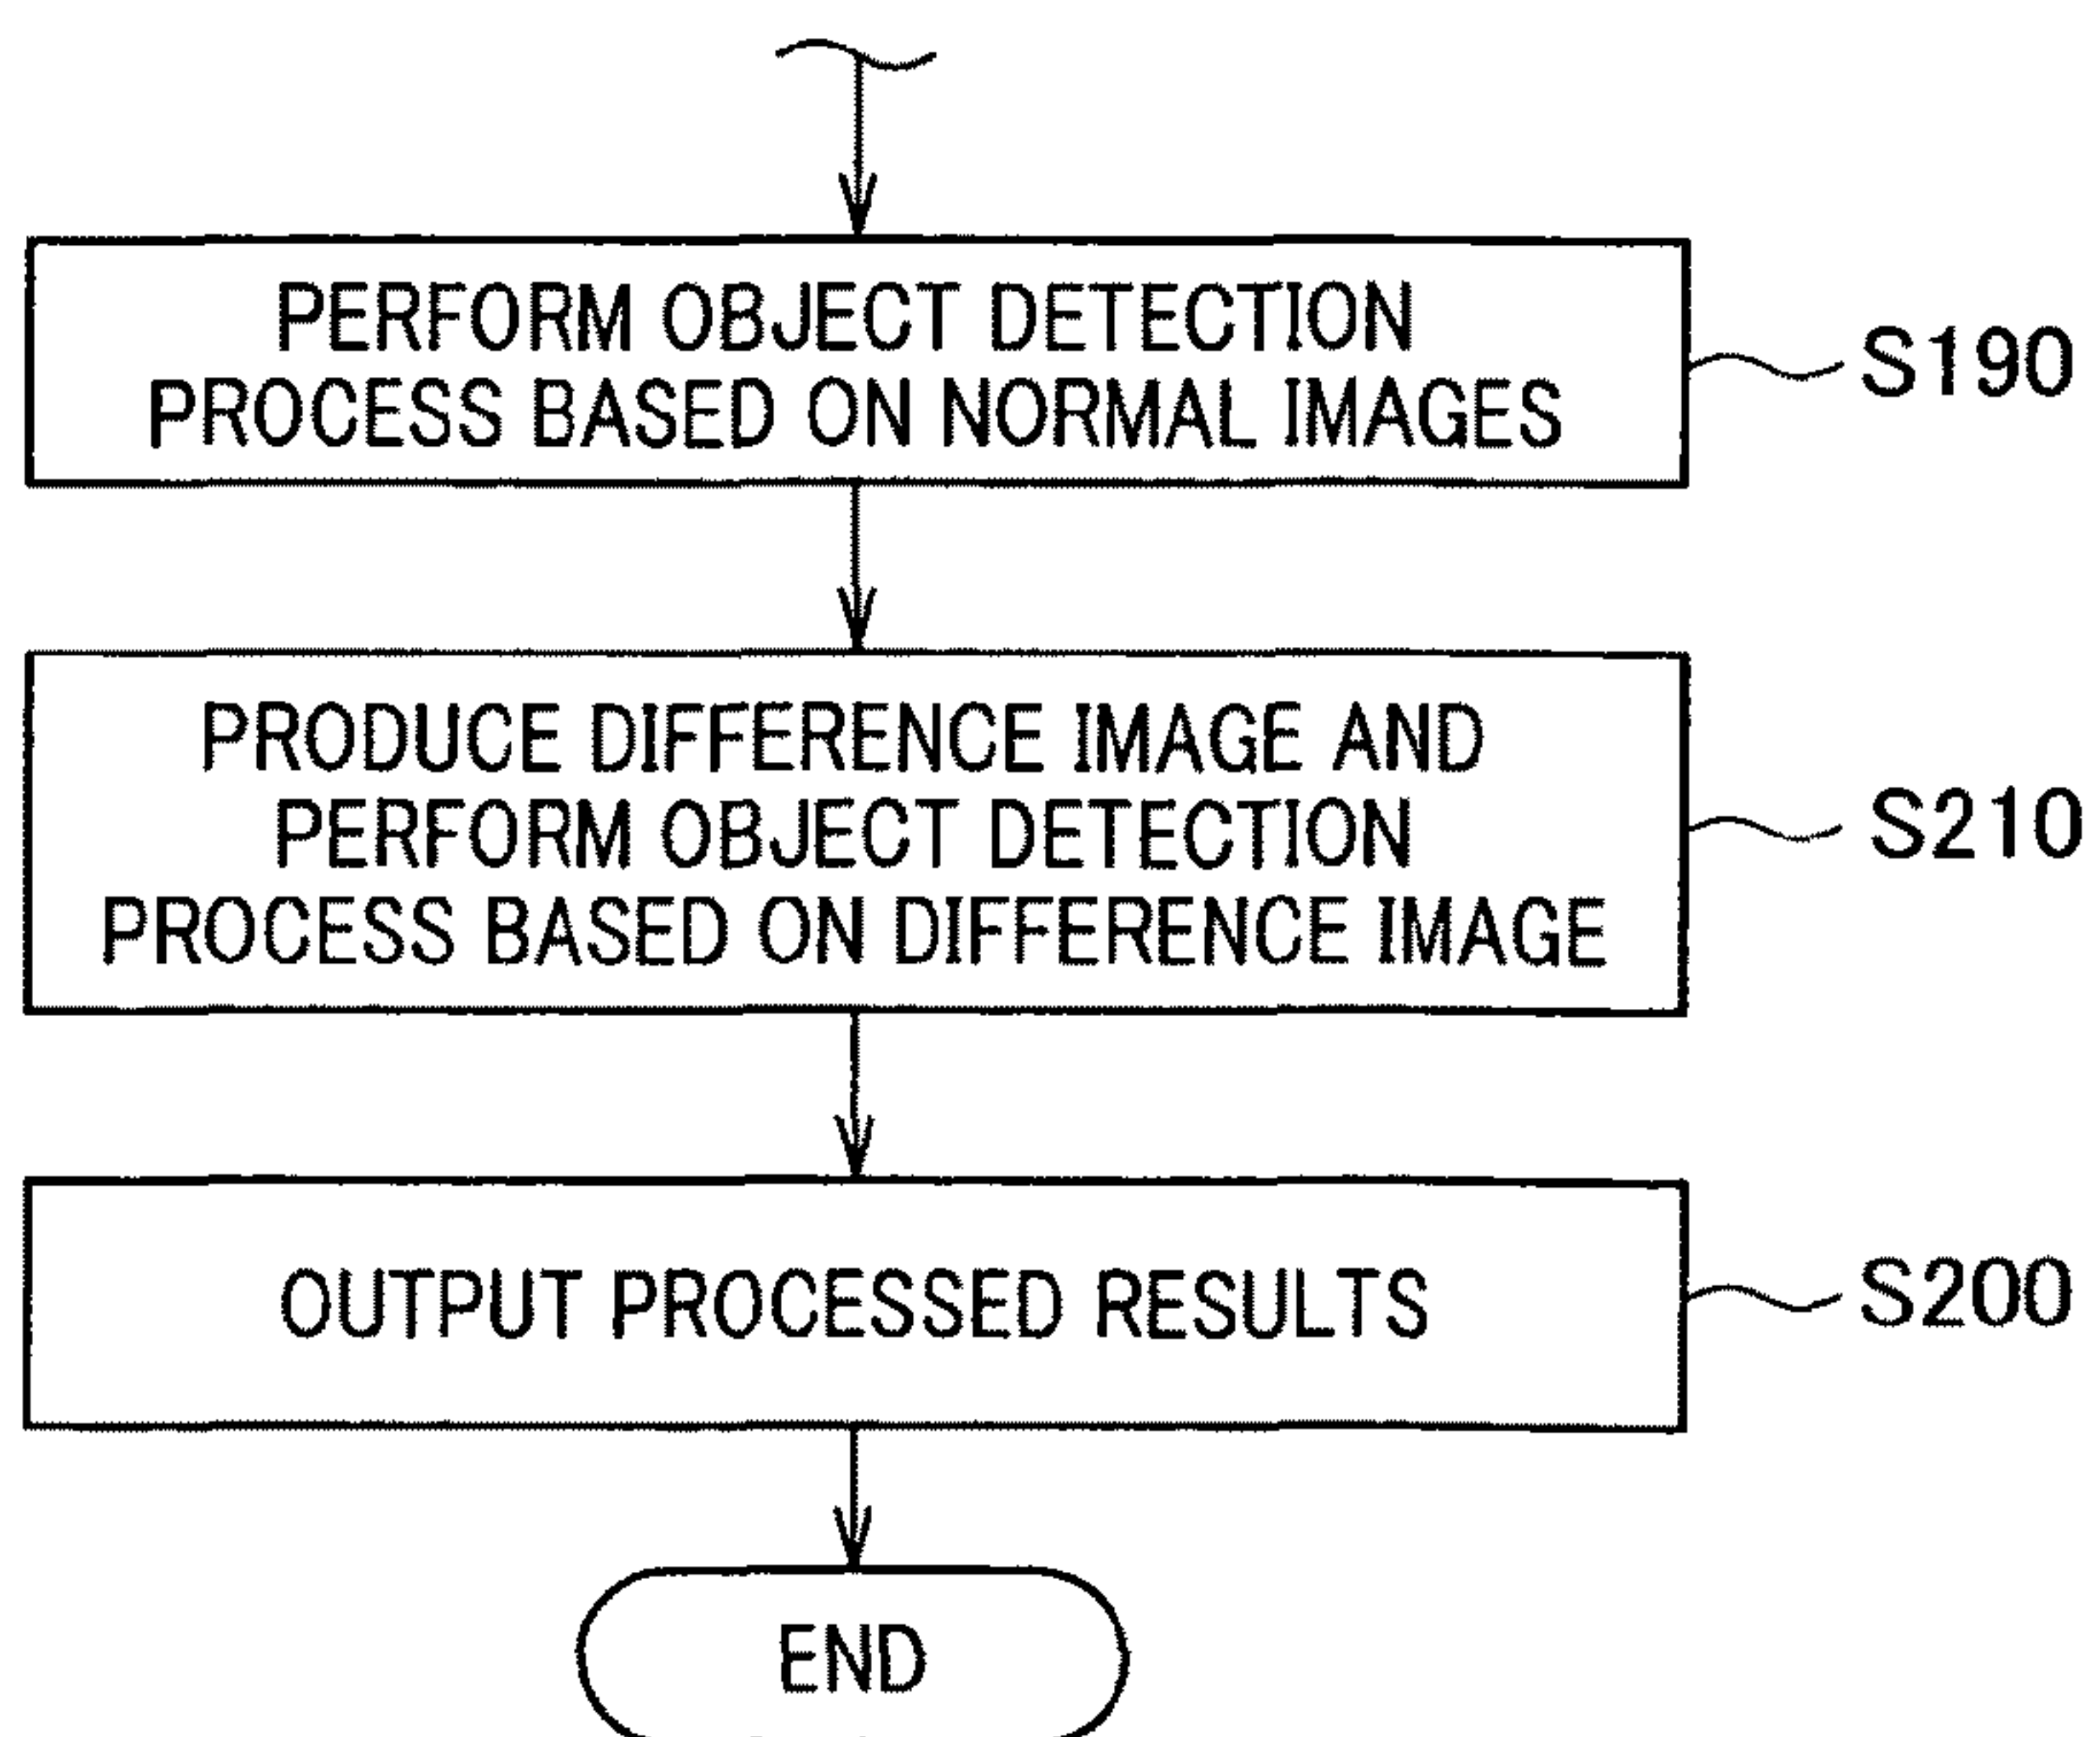 PERFORM OBJECT DETECTION
PROCESS BASED ON NORMAL IMAGES
S190
PRODUCE DIFFERENCE IMAGE AND
PERFORM OBJECT DETECTION
PROCESS BASED ON DIFFERENCE IMAGE
S210
OUTPUT PROCESSED RESULTS
S200
END